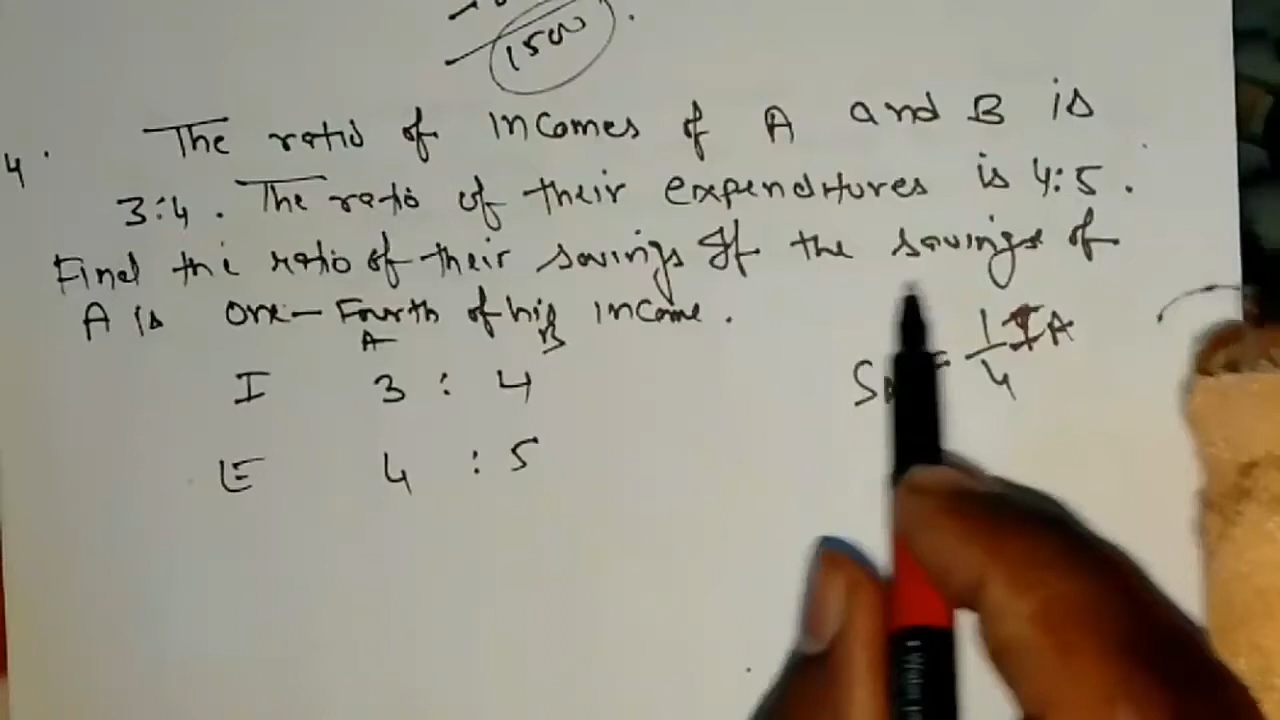 1500
4. The ratio of incomes of A and B is
3:4. The ratio of their expenditures is 4:5.
Find the ratio of their savings If the savings of
A is one-Fourth of his income.
A B
I 3 : 4
E 4 : 5
S = 1/4 IA